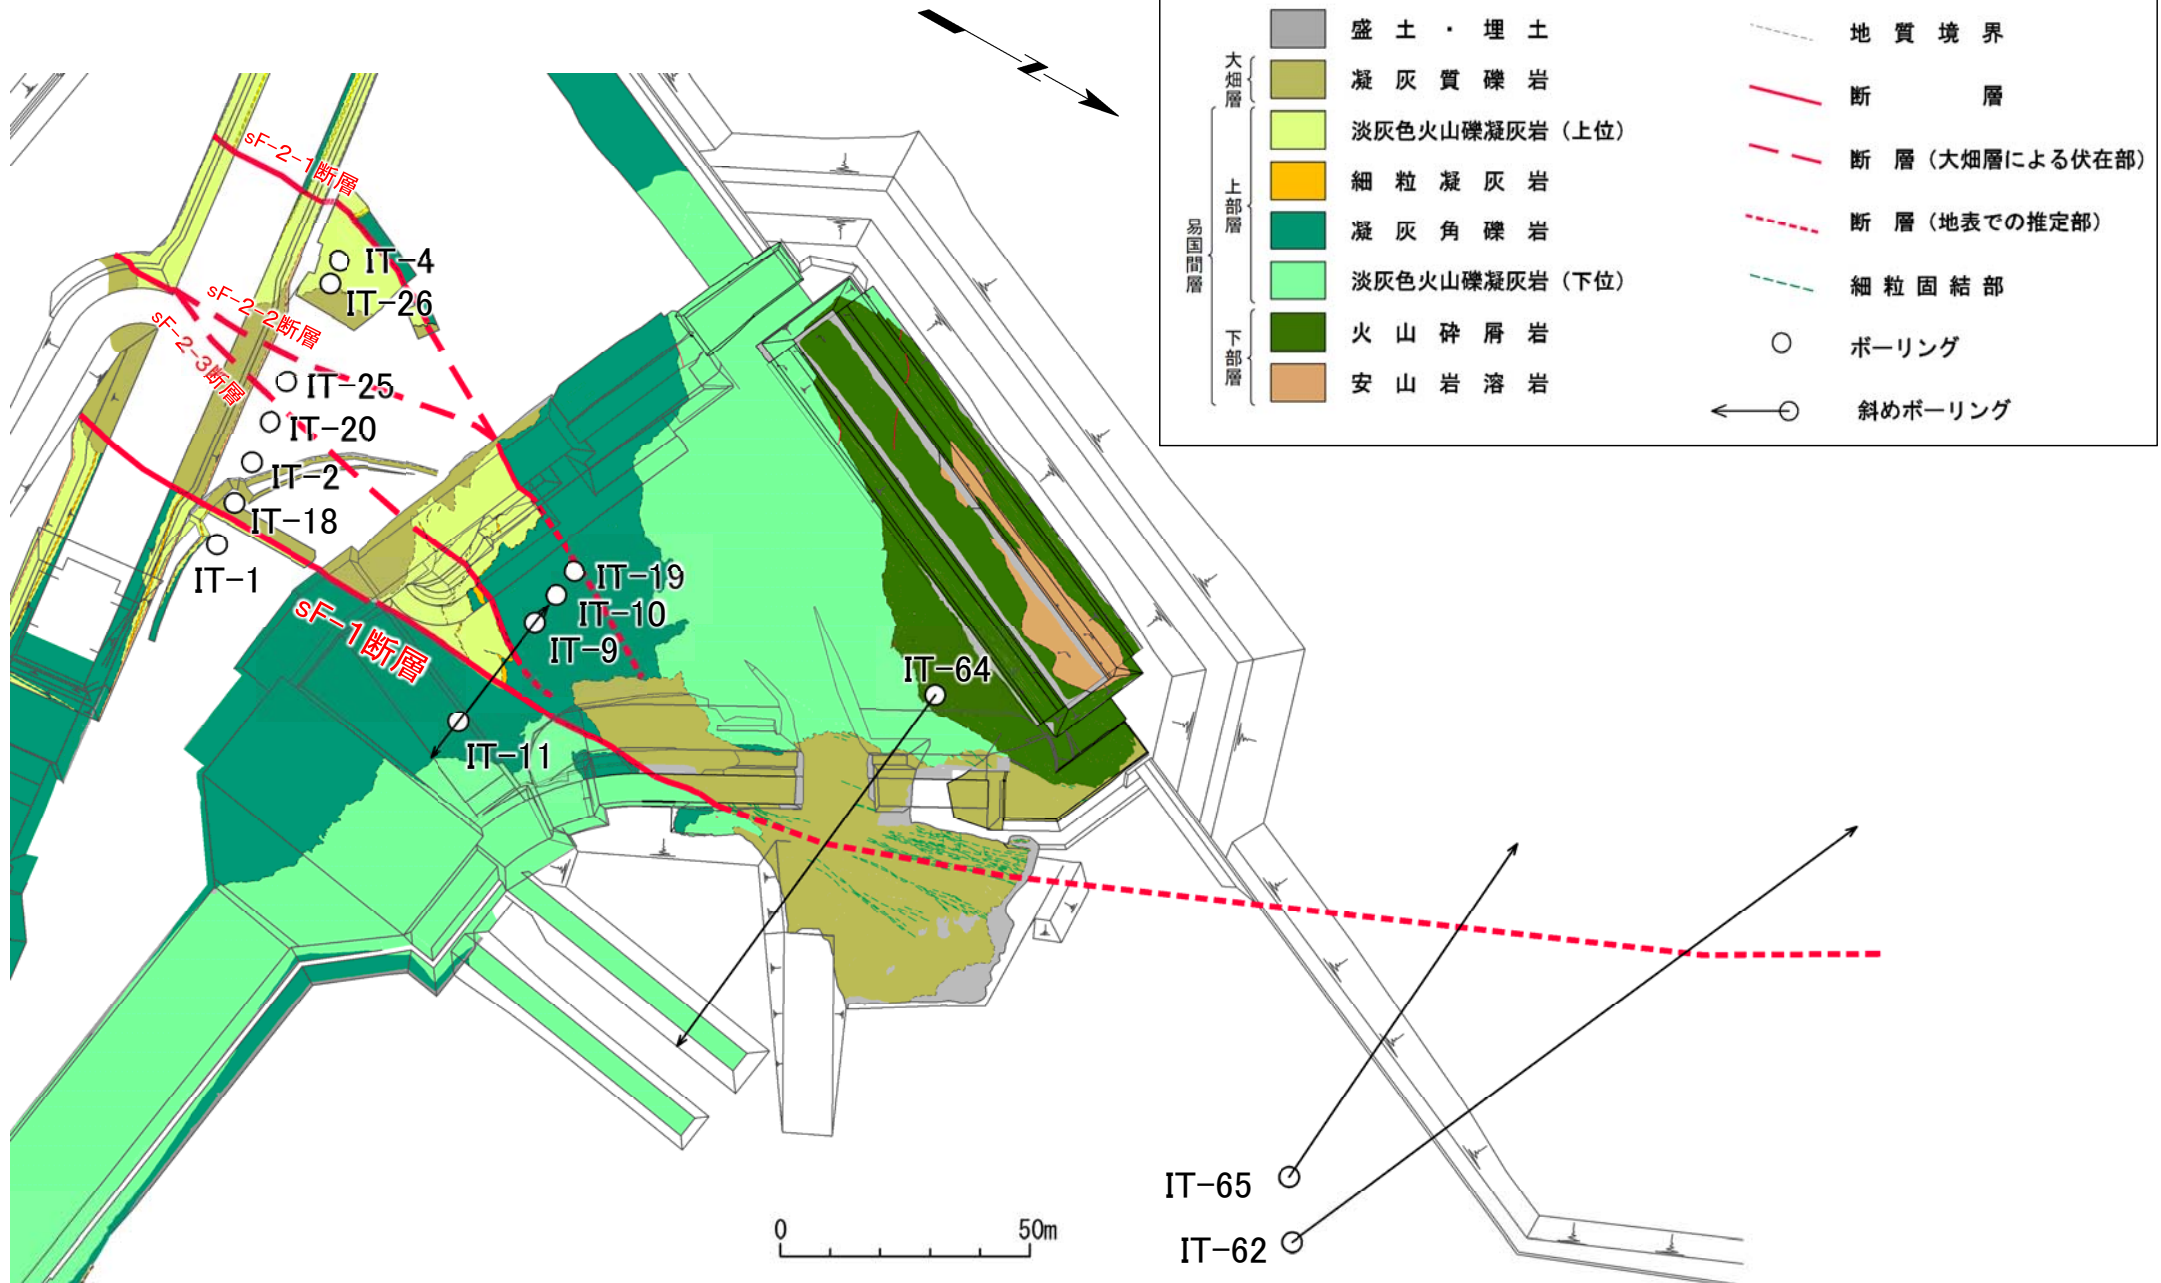 盛土・埋土
凝灰質礫岩
淡灰色火山礫凝灰岩（上位）
細粒凝灰岩
凝灰角礫岩
淡灰色火山礫凝灰岩（下位）
火山砕屑岩
安山岩溶岩
大畑層
易国間層
上部層
下部層
地質境界
断層
断層（大畑層による伏在部）
断層（地表での推定部）
細粒固結部
ボーリング
斜めボーリング
N
sF-2-1断層
IT-4
IT-26
sF-2-2断層
sF-2-3断層
IT-25
IT-20
IT-2
IT-18
IT-1
sF-1断層
IT-19
IT-10
IT-9
IT-11
IT-64
IT-65
IT-62
0
50m